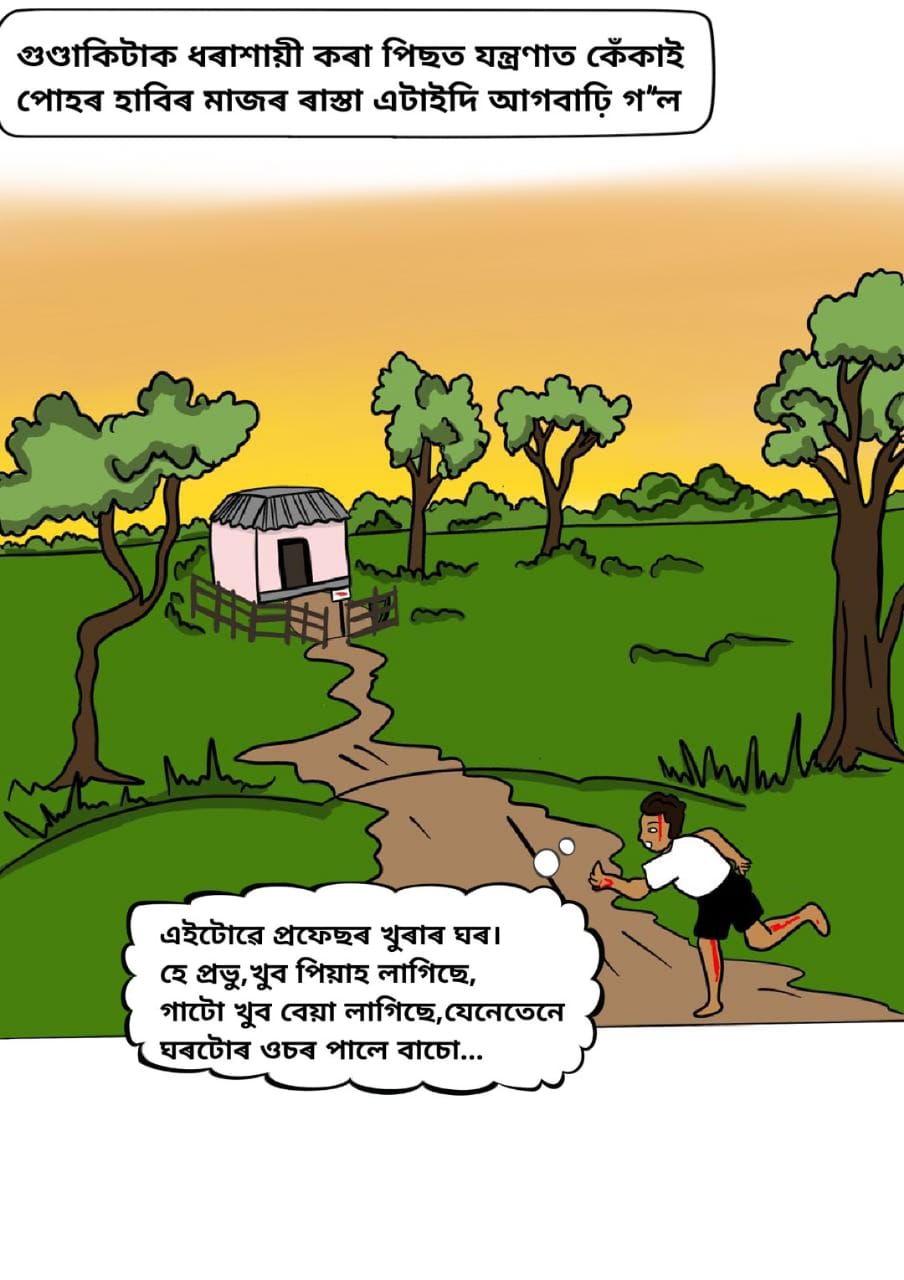 গুণ্ডাকিটাক ধৰাশায়ী কৰা পিছত যন্ত্ৰণাত কেঁকাই
পোহৰ হাবিৰ মাজৰ ৰাস্তা এটাইদি আগবাঢ়ি গ"ল
এইটোৱে প্ৰফেছৰ খুৰাৰ ঘৰ।
হে প্ৰভু,খুব পিয়াহ লাগিছে,
গাটো খুব বেয়া লাগিছে,যেনেতেনে
ঘৰটোৰ ওচৰ পালে বাচো...